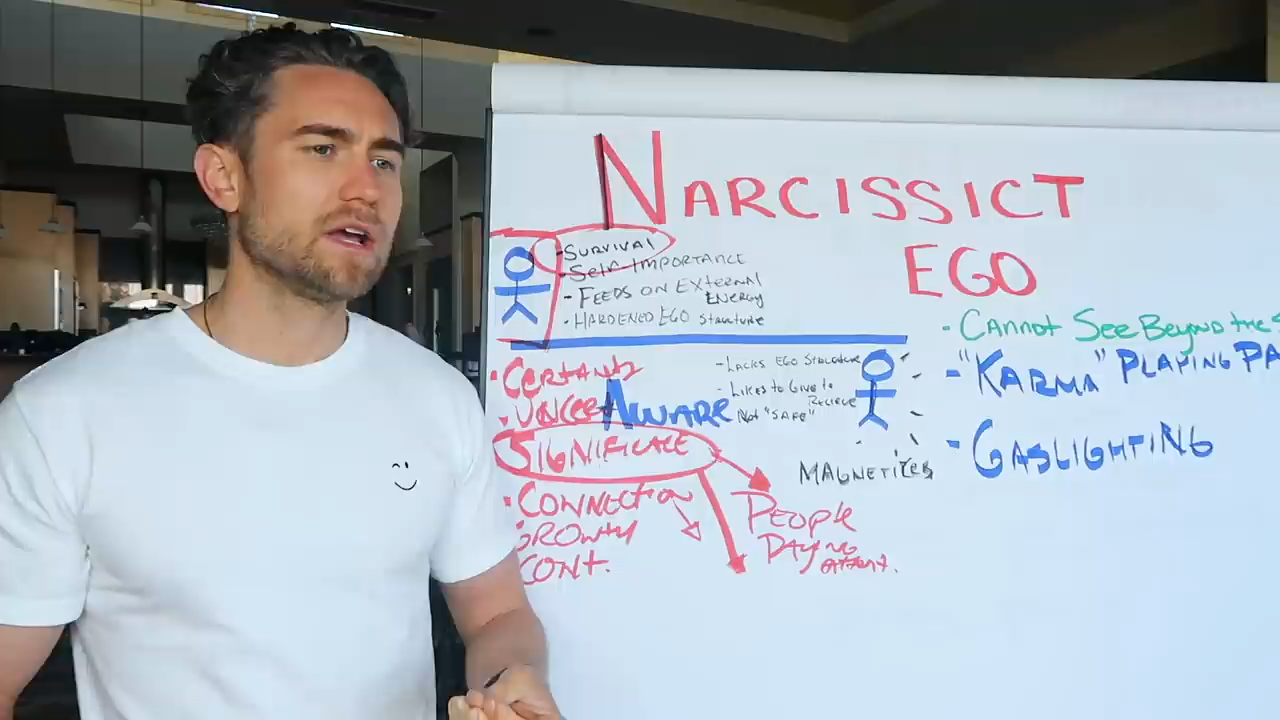 NARCISSICT
EGO
-SURVIVAL
-Self IMPORTANCE
- FEEDS ON EXTERNAL
ENERGY
- HARDENED EGO Structure
- CANNOT SEE BEYOND THE S
- "KARMA" PLAYING PA
- GASLIGHTING
- LACKS EGO STRUCTURE
- LIKES to GIVE to
RECIEVE
NOT "SAFE"
MAGNETIZES
AWARE
• CERTAINTY
• UNCERT
SIGNIFICANCE
• CONNECTION
• GROWTH
CONT.
PEOPLE
PAYING
ATTENT.